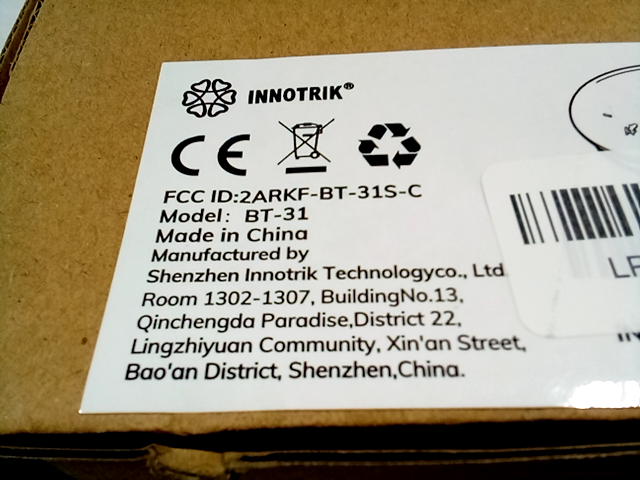 INNOTRIK®
CE
FCC ID:2ARKF-BT-31S-C
Model: BT-31
Made in China
Manufactured by
Shenzhen Innotrik Technologyco., Ltd
Room 1302-1307, BuildingNo.13,
Qinchengda Paradise,District 22,
Lingzhiyuan Community, Xin'an Street,
Bao'an District, Shenzhen,China.